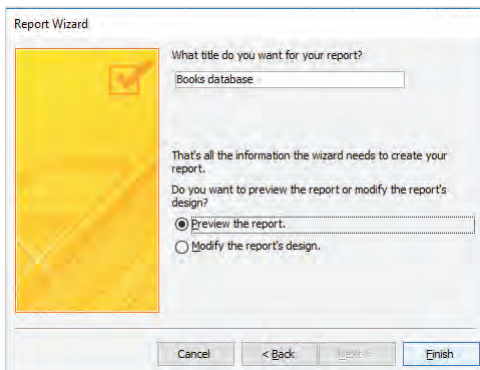 Report Wizard
What title do you want for your report?
Books database
That's all the information the wizard needs to create your
report.
Do you want to preview the report or modify the report's
design?
Preview the report.
Modify the report's design.
Cancel
< Back
Next >
Finish